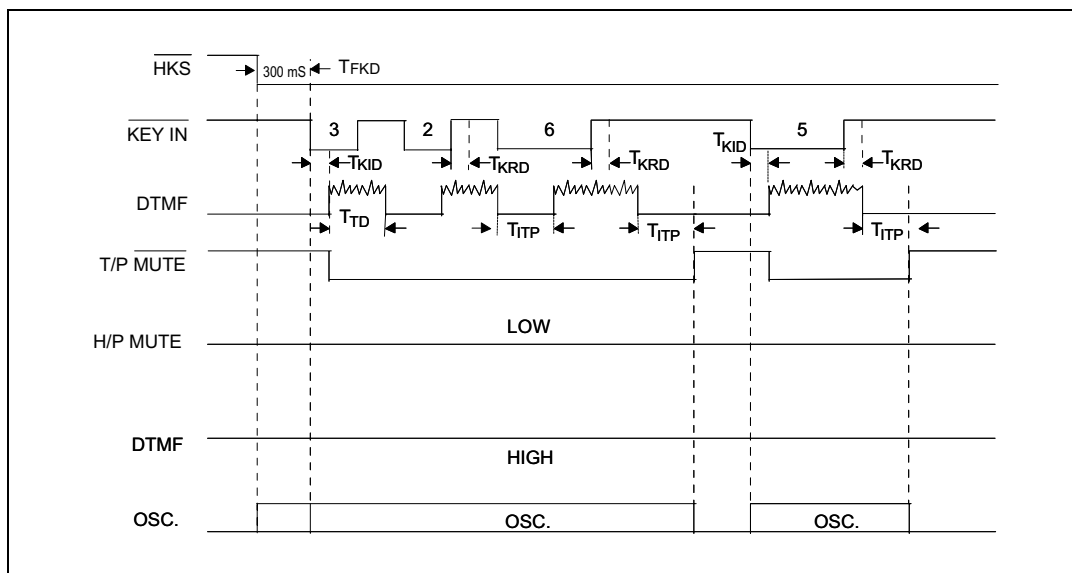 HKS
300 mS
TFKD
KEY IN
3
2
6
5
TKID
TKRD
TKRD
TKID
TKRD
DTMF
TTD
TITP
TITP
TITP
T/P MUTE
H/P MUTE
LOW
DTMF
HIGH
OSC.
OSC.
OSC.